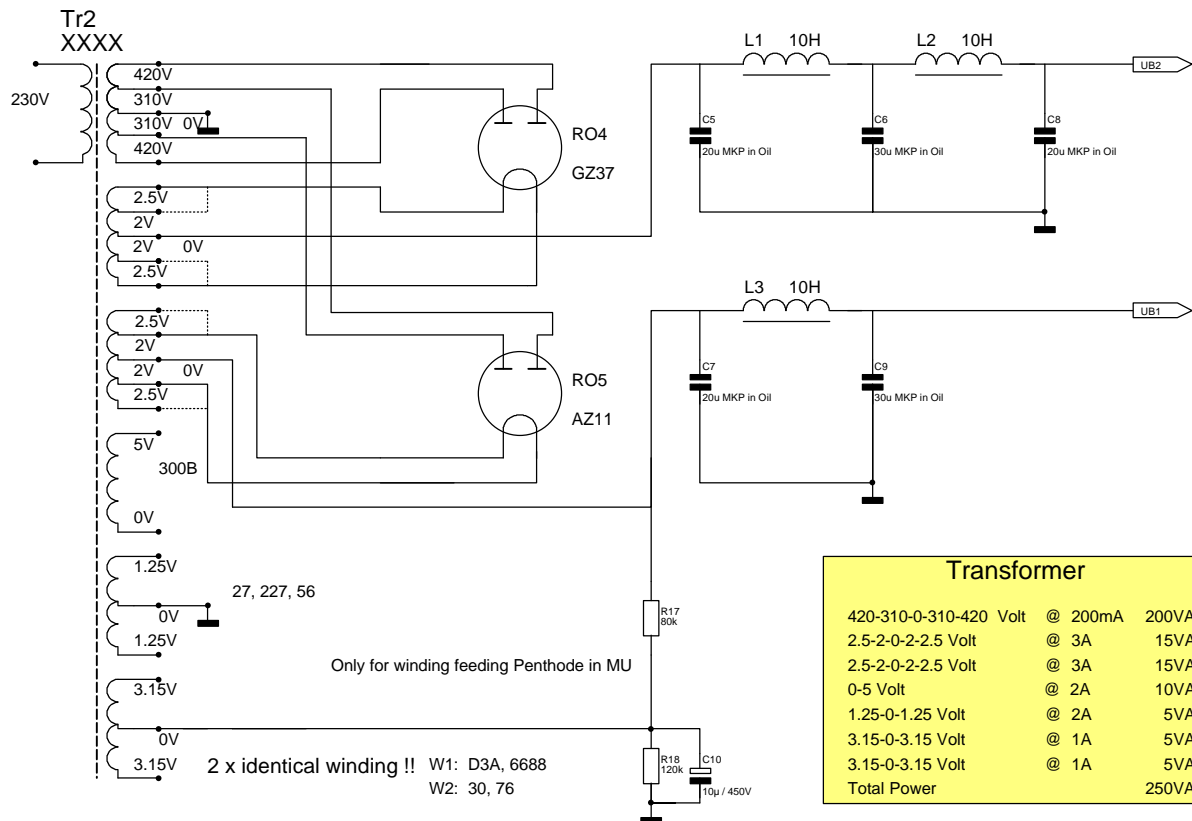 Tr2
XXXX
230V
420V
310V
310V 0V
420V
2.5V
2V
2V 0V
2.5V
2.5V
2V
2V 0V
2.5V
5V
300B
0V
1.25V
27, 227, 56
0V
1.25V
3.15V
0V
3.15V
RO4
GZ37
RO5
AZ11
L1 10H
L2 10H
UB2
C5
20u MKP in Oil
C6
30u MKP in Oil
C8
20u MKP in Oil
L3 10H
UB1
C7
20u MKP in Oil
C9
30u MKP in Oil
R17
80k
Only for winding feeding Penthode in MU
R18
120k
C10
10µ / 450V
2 x identical winding !! W1: D3A, 6688
W2: 30, 76
Transformer
420-310-0-310-420 Volt @ 200mA 200VA
2.5-2-0-2-2.5 Volt @ 3A 15VA
2.5-2-0-2-2.5 Volt @ 3A 15VA
0-5 Volt @ 2A 10VA
1.25-0-1.25 Volt @ 2A 5VA
3.15-0-3.15 Volt @ 1A 5VA
3.15-0-3.15 Volt @ 1A 5VA
Total Power 250VA